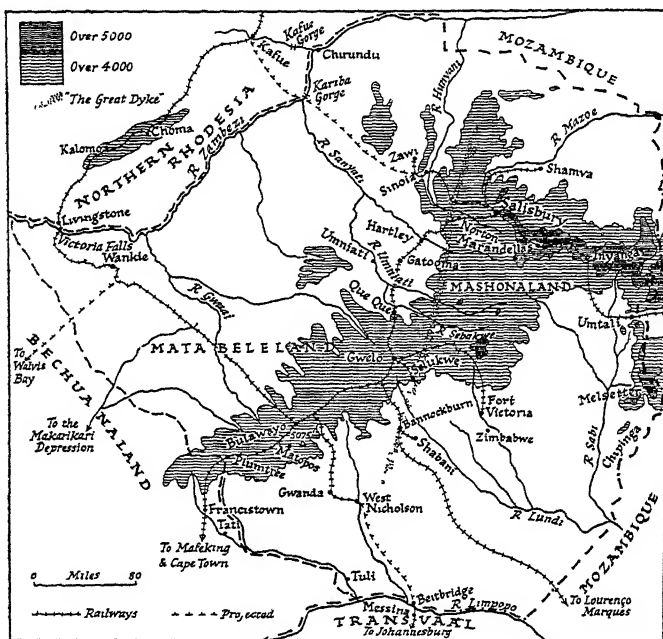 Over 5000
Over 4000
"The Great Dyke"
Kafue Gorge
Kafue
Churundu
MOZAMBIQUE
Kariba Gorge
R Hunyani
R Mazoe
Choma
Kalomo
NORTHERN RHODESIA
R Zambezi
R Sanyati
Zawi
Sinoia
Shamva
Salisbury
Livingstone
Victoria Falls
Wankie
Hartley
Norton
Marandellas
Inyanga
Umniati
R Umniati
Gatooma
MASHONALAND
Que Que
R Gwaai
R Sebakwe
Umtali
To Walvis Bay
BECHUANALAND
MATABELELAND
Gwelo
Selukwe
Fort Victoria
Melsetter
To the Makarikari Depression
Bannockburn
Zimbabwe
Bulawayo
Shabani
R Sabi
Chipinga
Plumtree
Matopos
Gwanda
West Nicholson
R Lundi
Francistown
Tati
To Mafeking & Cape Town
MOZAMBIQUE
0 Miles 80
Tuli
Beitbridge
Messina
R Limpopo
To Lourenço Marques
Railways
Projected
TRANSVAAL
To Johannesburg